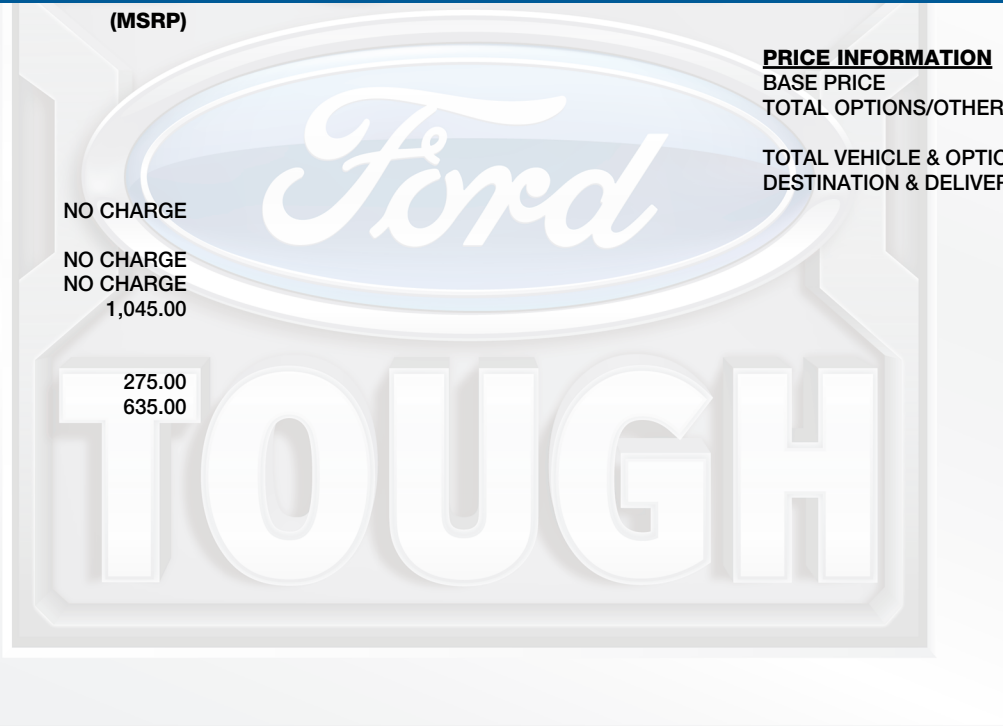 (MSRP)
NO CHARGE
NO CHARGE
NO CHARGE
1,045.00
275.00
635.00
PRICE INFORMATION
BASE PRICE
TOTAL OPTIONS/OTHER
TOTAL VEHICLE & OPTIO
DESTINATION & DELIVER
Ford
TOUGH